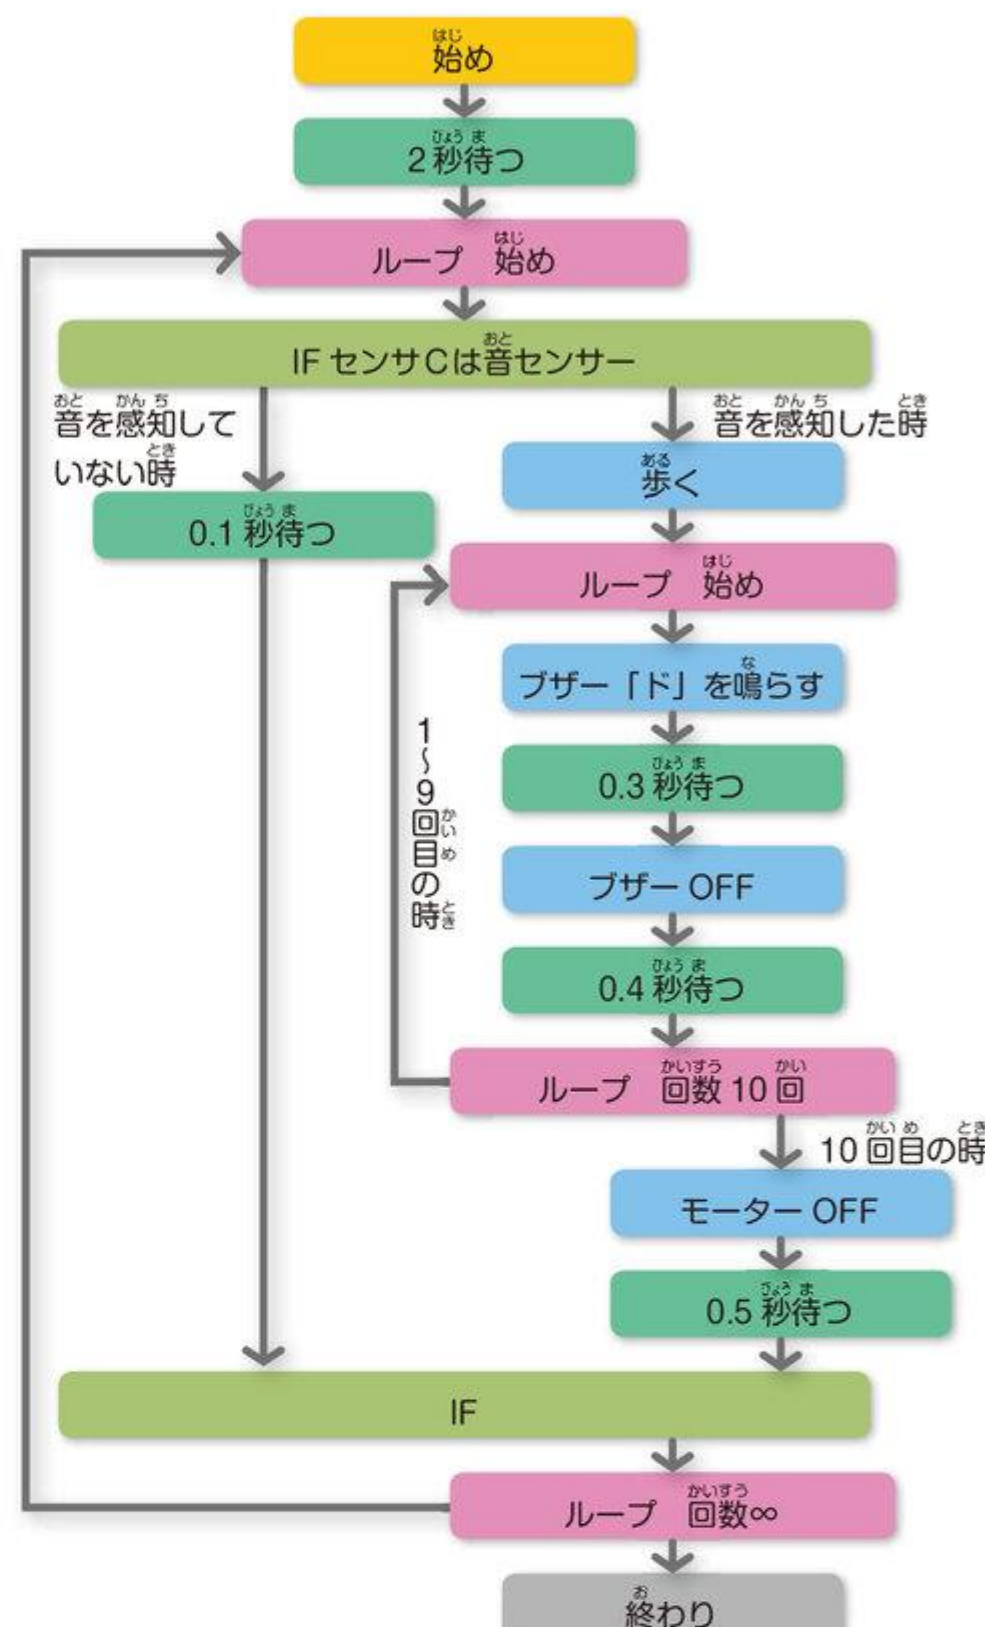 始め
2秒待つ
ループ　始め
IF センサCは音センサー
音を感知して
いない時
音を感知した時
歩く
0.1 秒待つ
ループ　始め
ブザー「ド」を鳴らす
0.3 秒待つ
1～9回目の時
ブザー OFF
0.4 秒待つ
ループ　回数 10 回
10 回目の時
モーター OFF
0.5 秒待つ
IF
ループ　回数∞
終わり